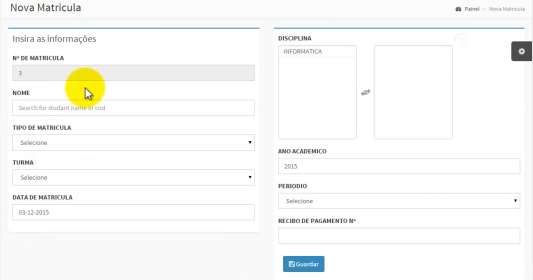 Nova Matricula
Painel - Nova Matricula
Insira as informações
Nº DE MATRICULA
3
NOME
Search for studant name or cod
TIPO DE MATRICULA
Selecione
TURMA
Selecione
DATA DE MATRICULA
03-12-2015
DISCIPLINA
INFORMATICA
ANO ACADEMICO
2015
PERIODO
Selecione
RECIBO DE PAGAMENTO Nº
Guardar